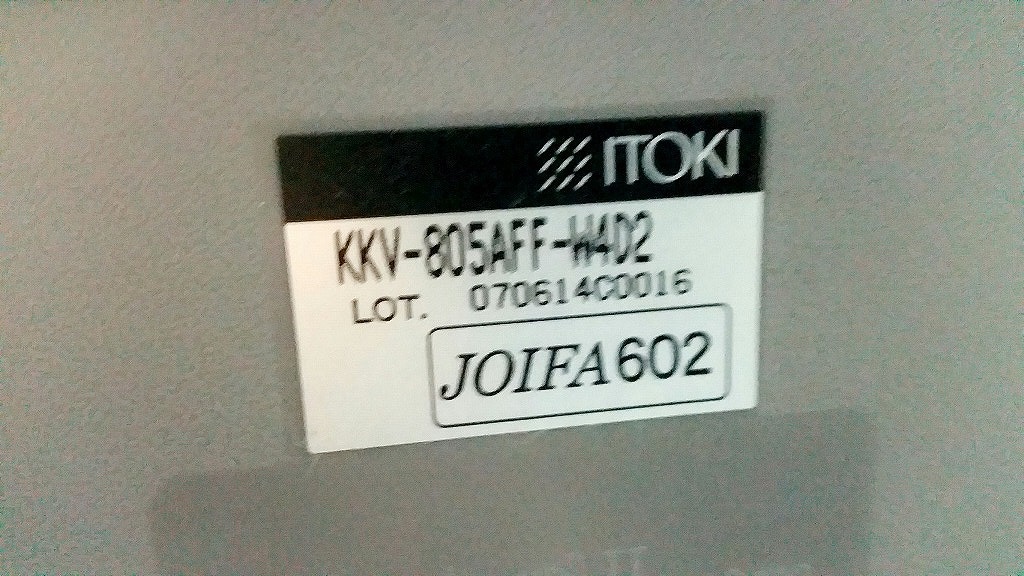 ITOKI
KKV-805AFF-W4D2
LOT. 070614C0016
JOIFA602